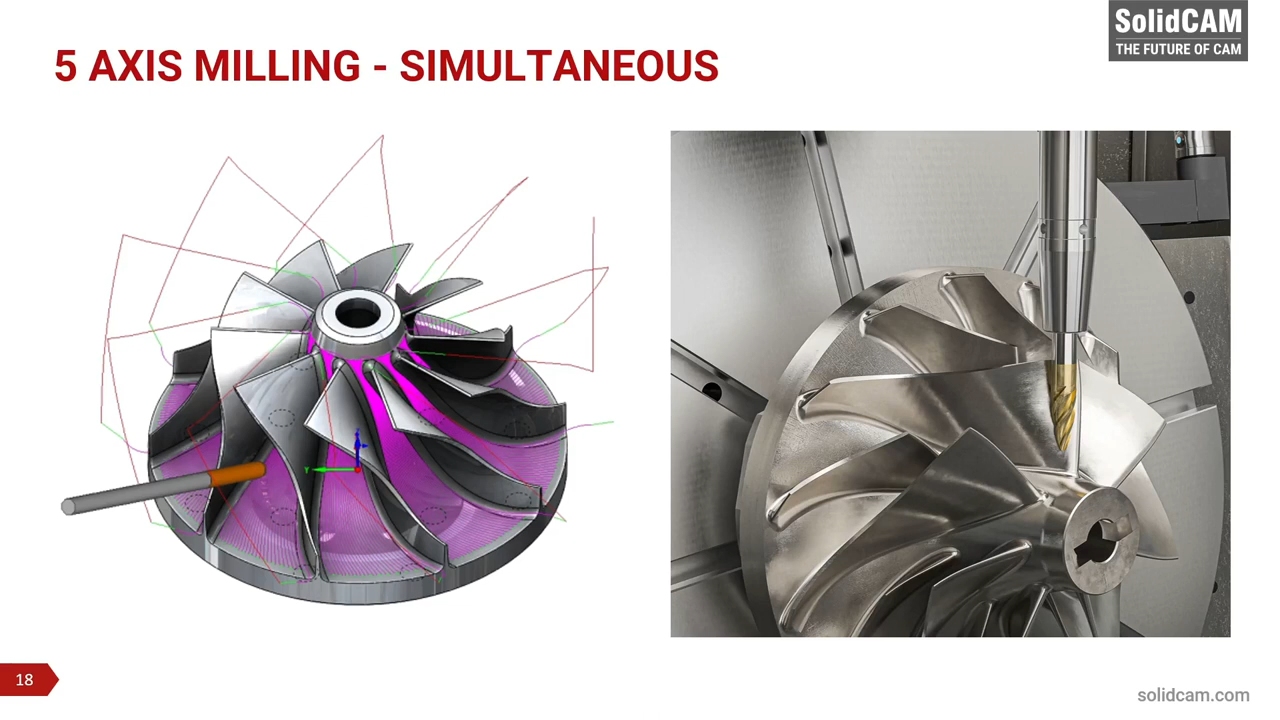 SolidCAM
THE FUTURE OF CAM
5 AXIS MILLING - SIMULTANEOUS
Y
18
solidcam.com